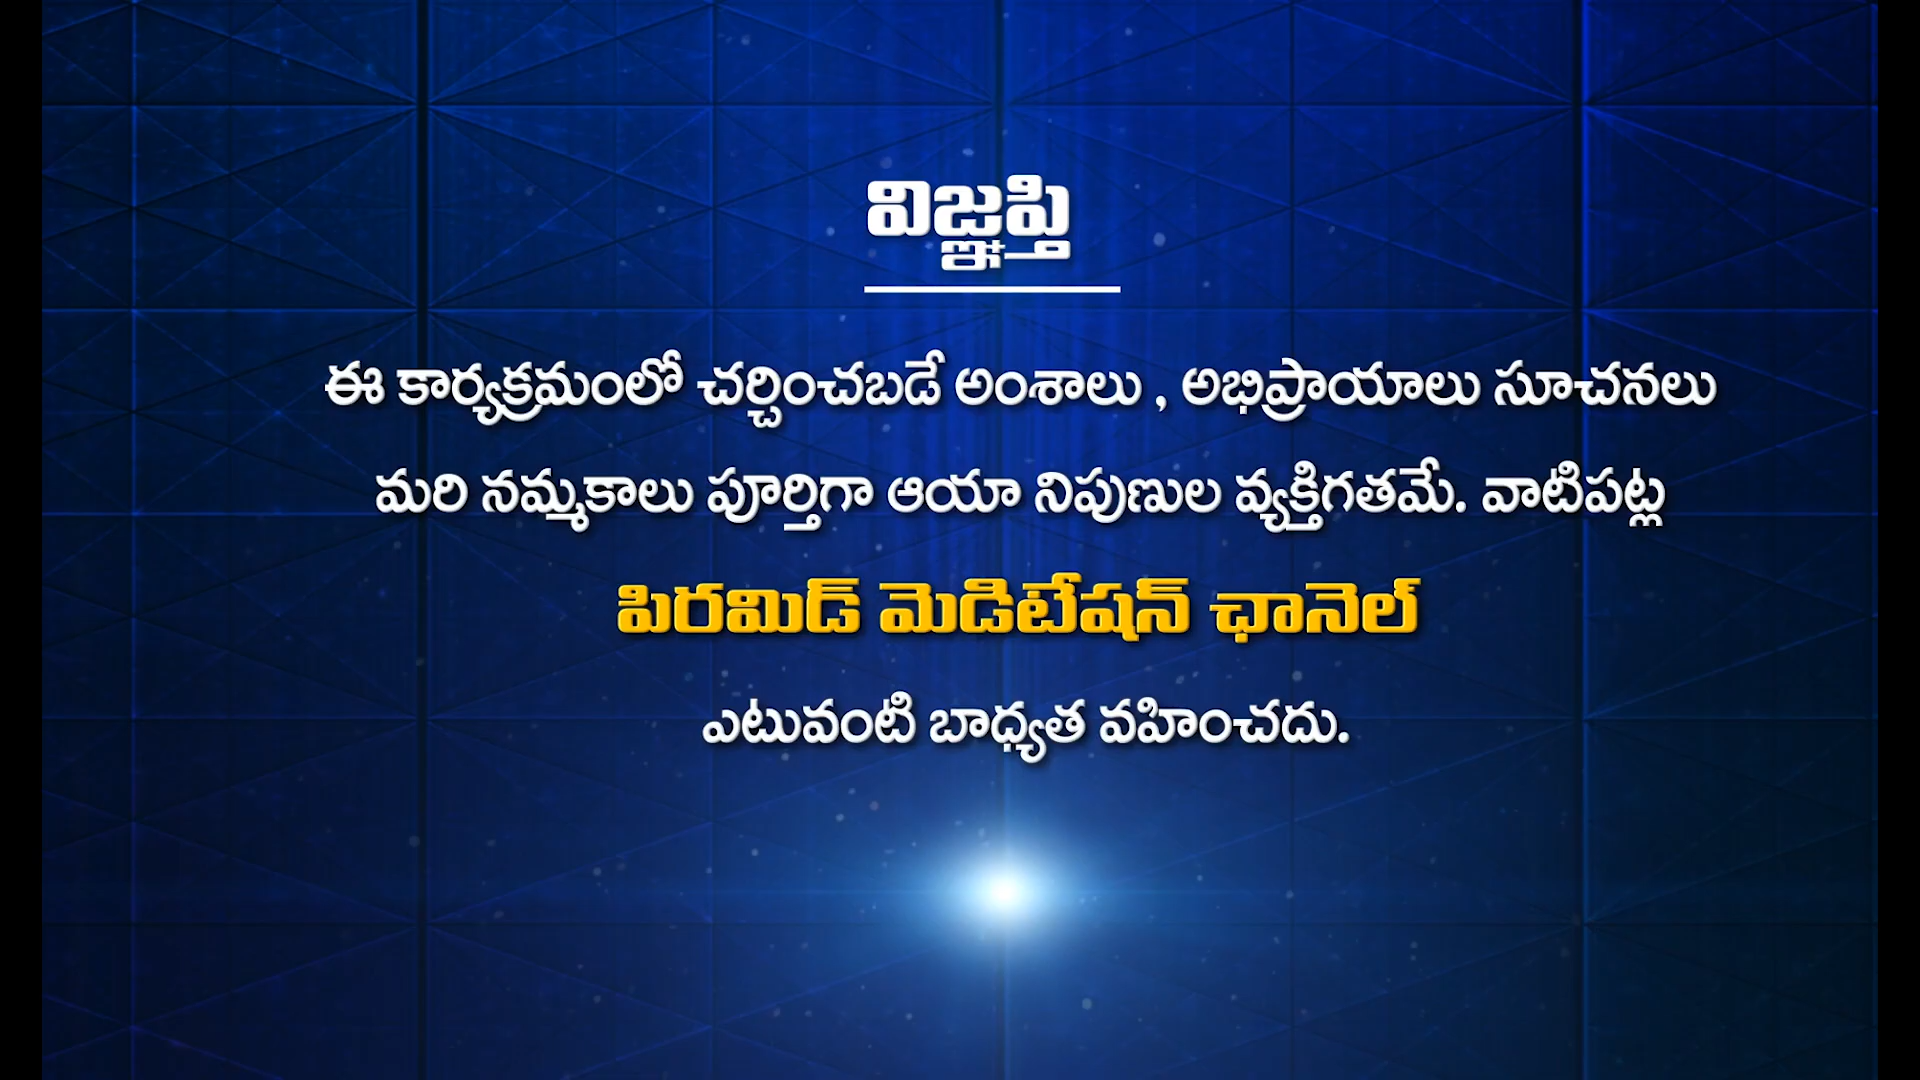 విజ్ఞప్తి
ఈ కార్యక్రమంలో చర్చించబడే అంశాలు , అభిప్రాయాలు సూచనలు
మరి నమ్మకాలు పూర్తిగా ఆయా నిపుణుల వ్యక్తిగతమే. వాటిపట్ల
పిరమిడ్ మెడిటేషన్ ఛానెల్
ఎటువంటి బాధ్యత వహించదు.